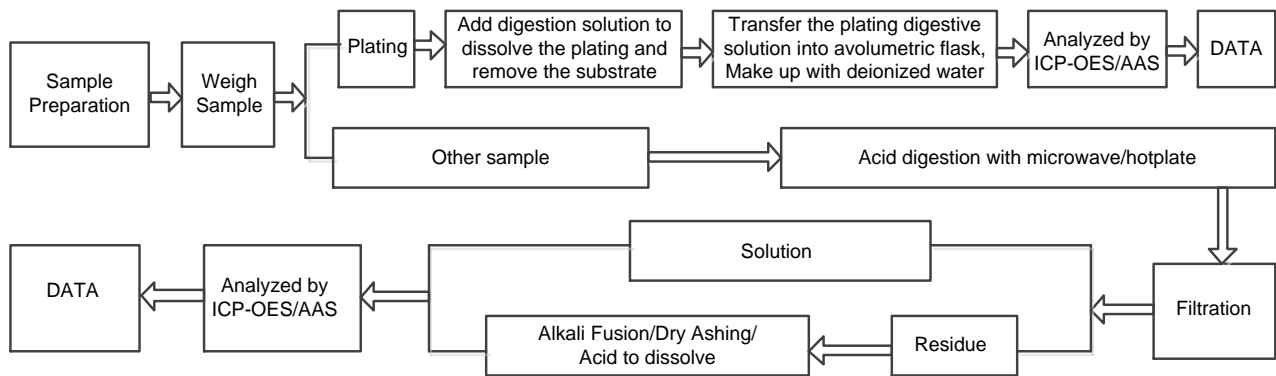 Sample
Preparation
Weigh
Sample
Plating
Add digestion solution to
dissolve the plating and
remove the substrate
Transfer the plating digestive
solution into avolumetric flask,
Make up with deionized water
Analyzed by
ICP-OES/AAS
DATA
Other sample
Acid digestion with microwave/hotplate
Filtration
Solution
Residue
Alkali Fusion/Dry Ashing/
Acid to dissolve
Analyzed by
ICP-OES/AAS
DATA